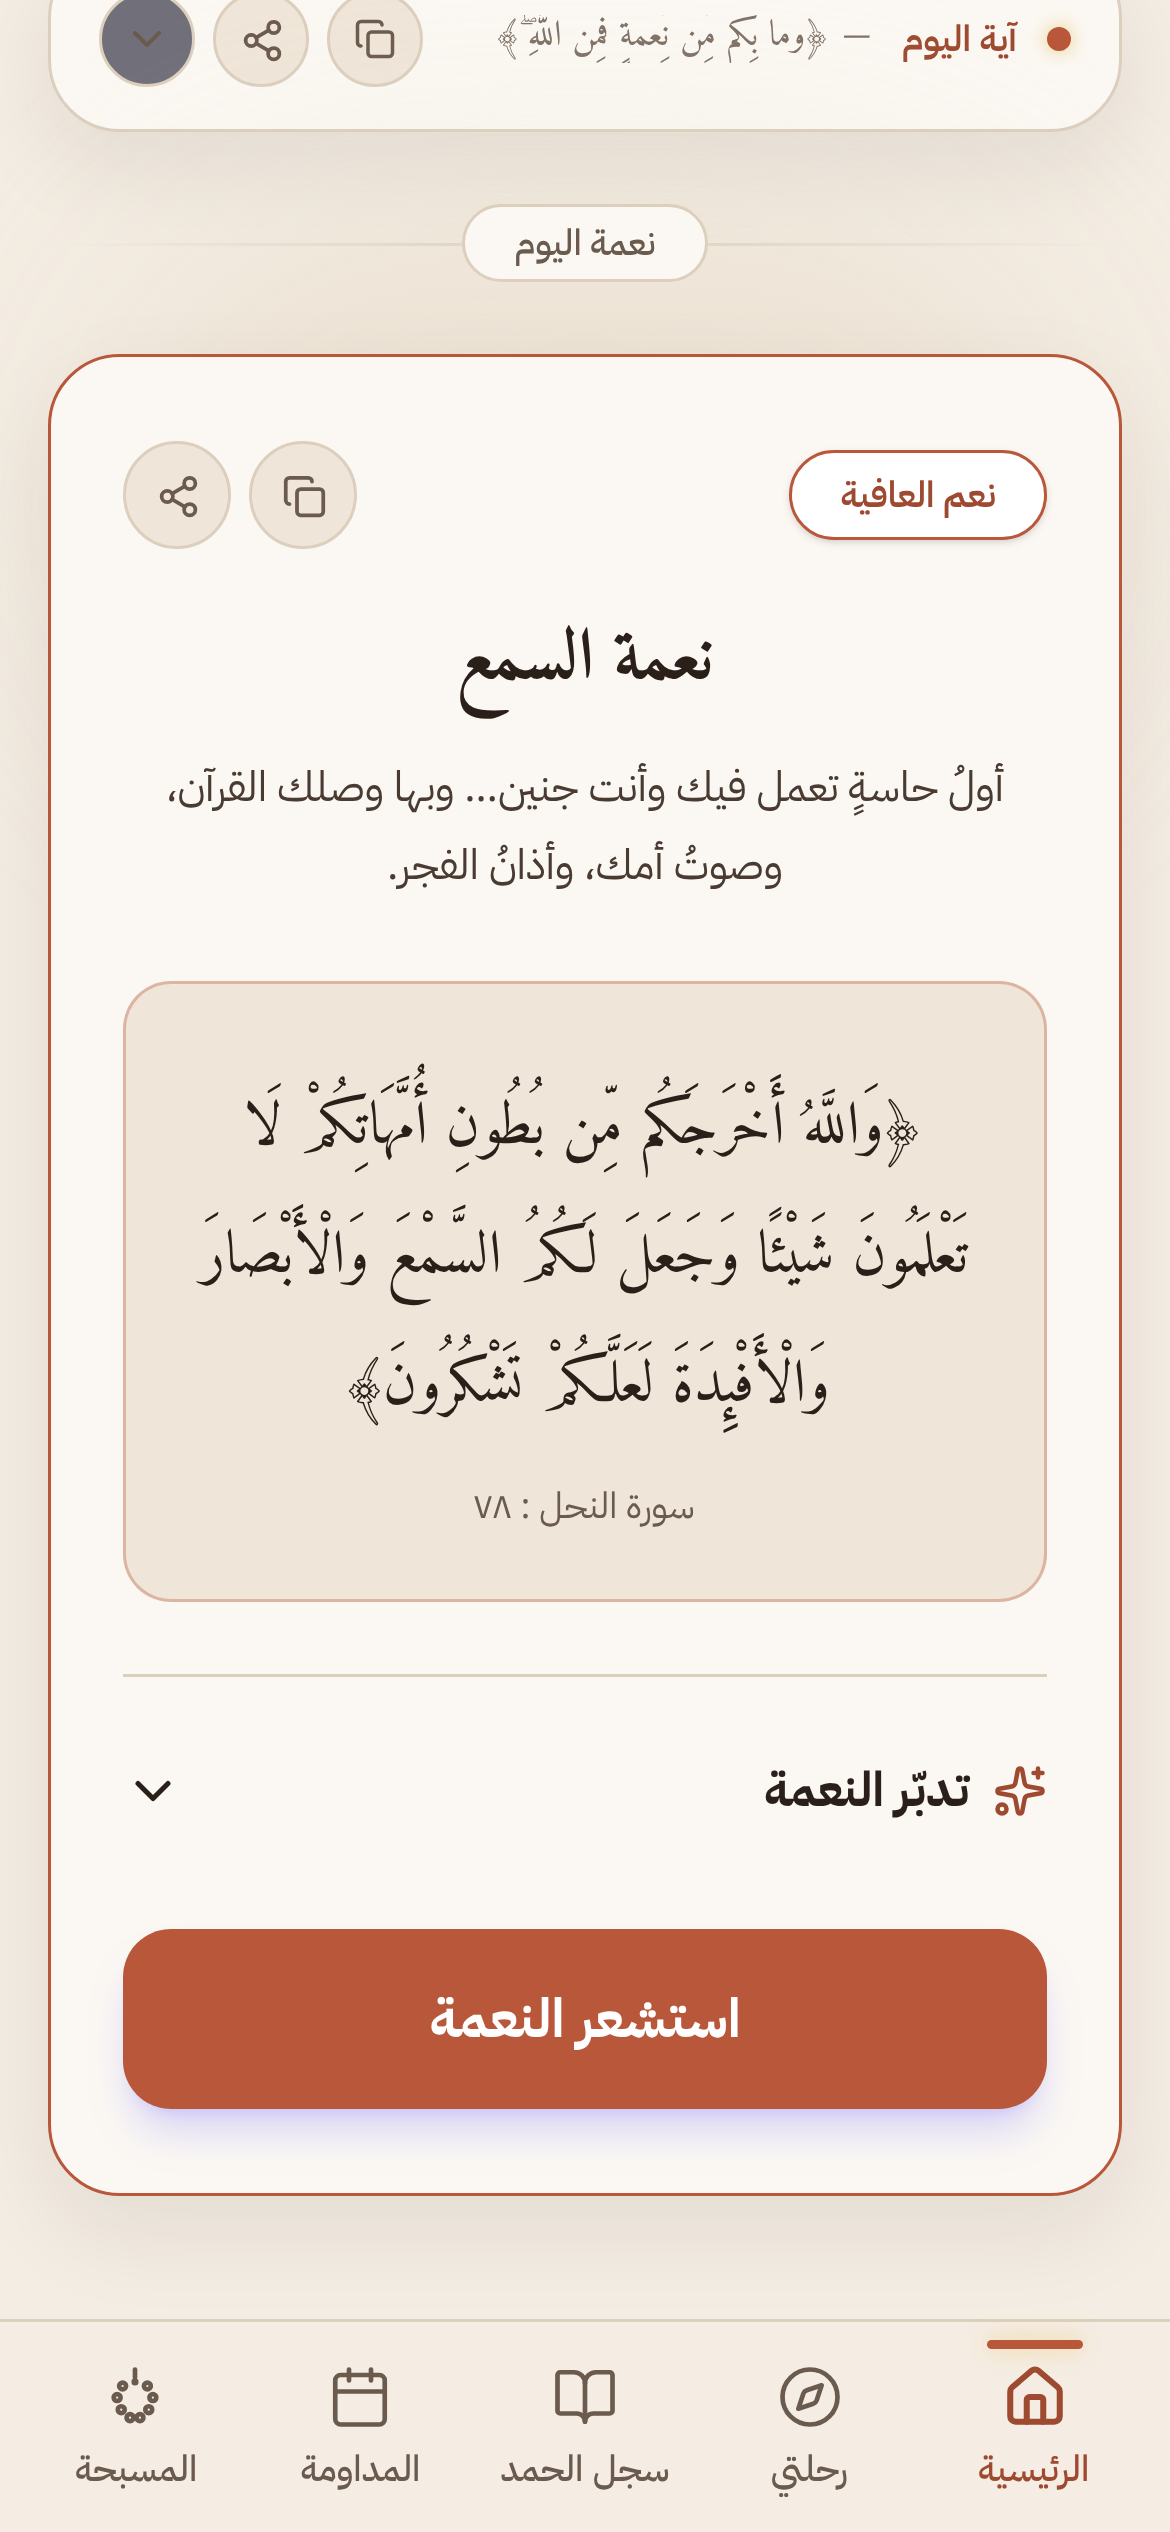 آية اليوم — ﴿وما بِكُم مِّن نِّعمةٍ فَمِن اللَّهِ ۖ﴾
نعمة اليوم
نعم العافية
نعمة السمع
أولُ حاسةٍ تعمل فيك وأنت جنين... وبها وصلك القرآن،
وصوتُ أمك، وأذانُ الفجر.
﴿وَاللَّهُ أَخْرَجَكُم مِّن بُطُونِ أُمَّهَاتِكُمْ لَا
تَعْلَمُونَ شَيْئًا وَجَعَلَ لَكُمُ السَّمْعَ وَالْأَبْصَارَ
وَالْأَفْئِدَةَ لَعَلَّكُمْ تَشْكُرُونَ﴾
سورة النحل : ٧٨
تدبّر النعمة
استشعر النعمة
الرئيسية
رحلتي
سجل الحمد
المداومة
المسبحة